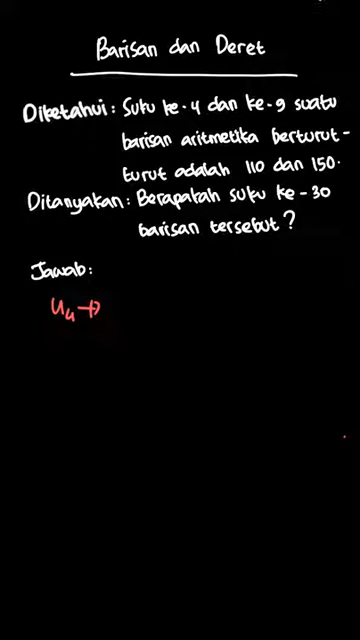 Barisan dan Deret
Diketahui: Suku ke-4 dan ke-9 suatu
barisan aritmetika berturut-
turut adalah 110 dan 150.
Ditanyakan: Berapakah suku ke-30
barisan tersebut?
Jawab:
U₄ →